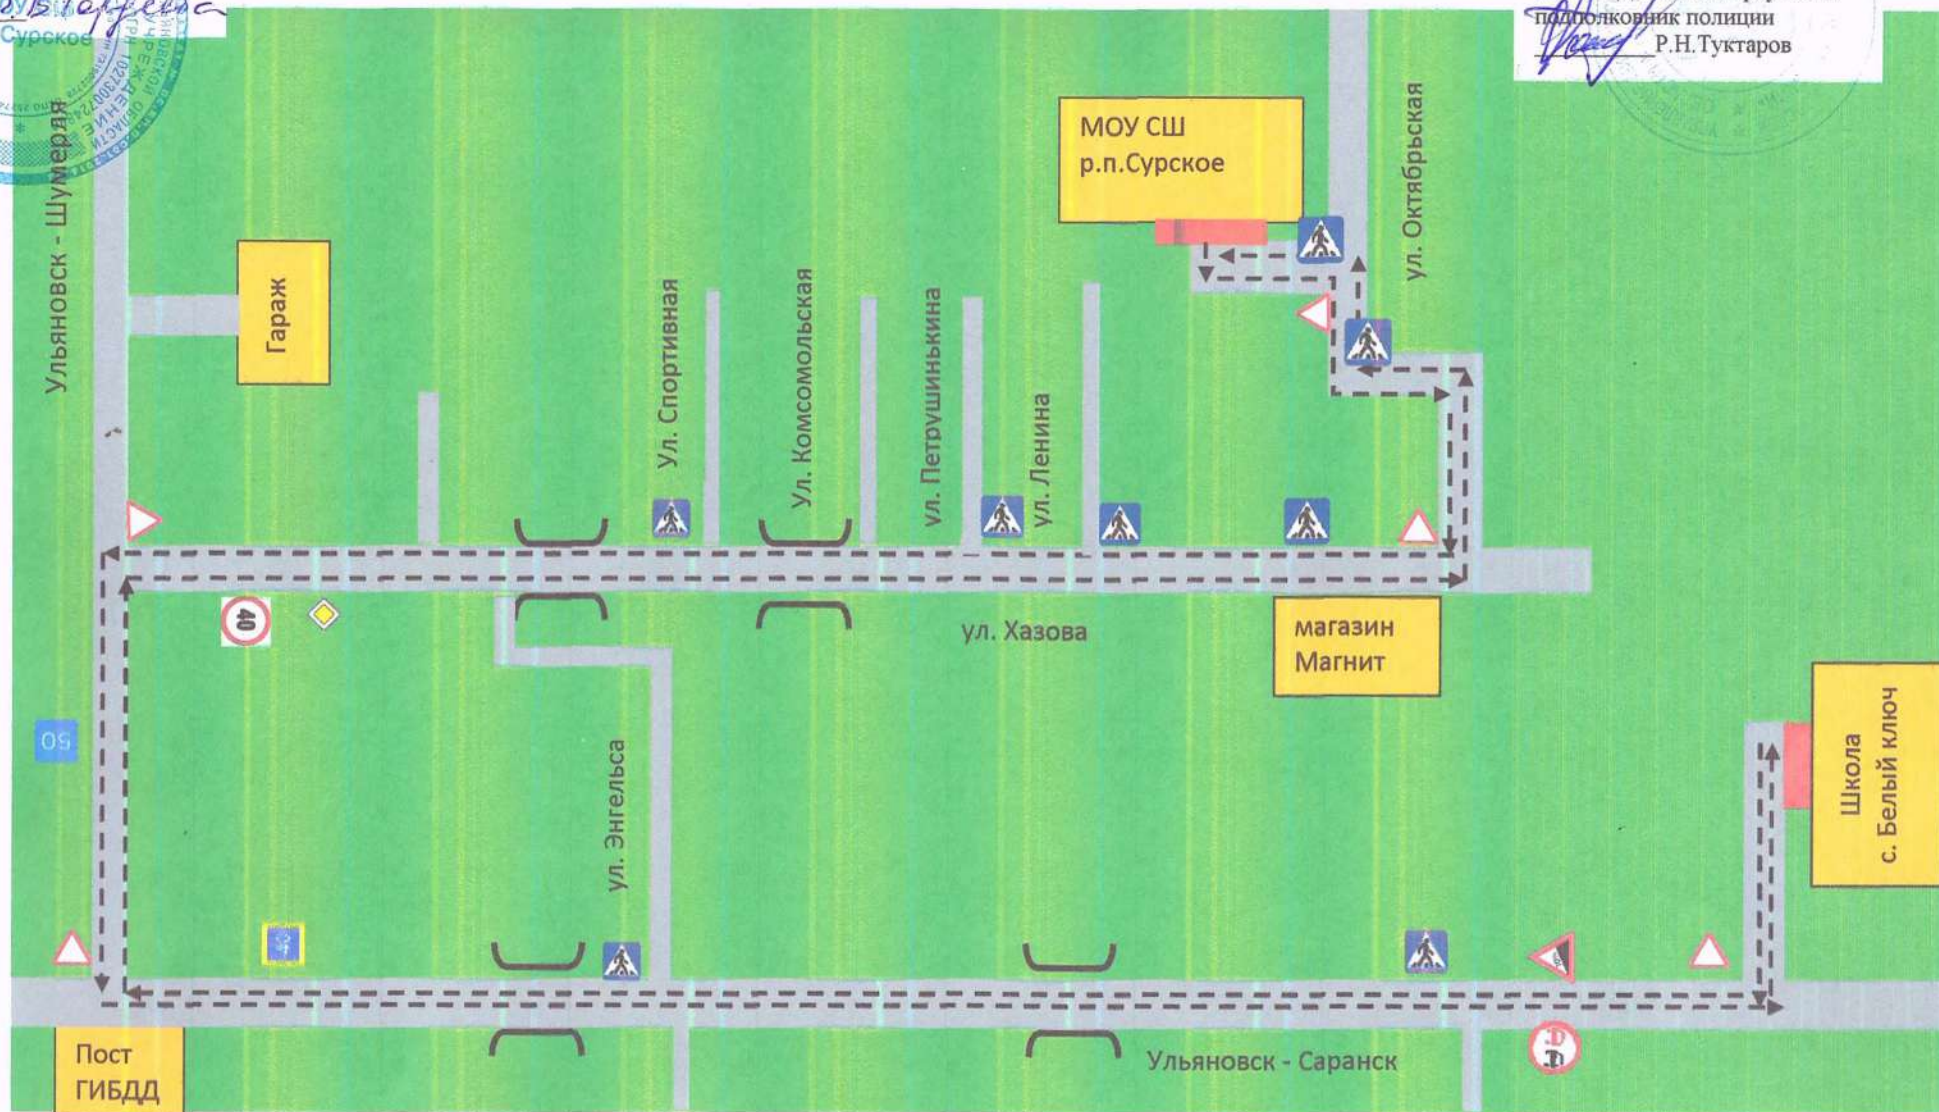 Сурское
подполковник полиции
Р.Н.Туктаров
Ульяновск - Шумерля
МОУ СШ
р.п.Сурское
ул. Октябрьская
Гараж
Ул. Спортивная
Ул. Комсомольская
ул. Петрушинькина
ул. Ленина
40
ул. Хазова
магазин
Магнит
50
ул. Энгельса
Школа
с. Белый ключ
Ульяновск - Саранск
Пост
ГИБДД